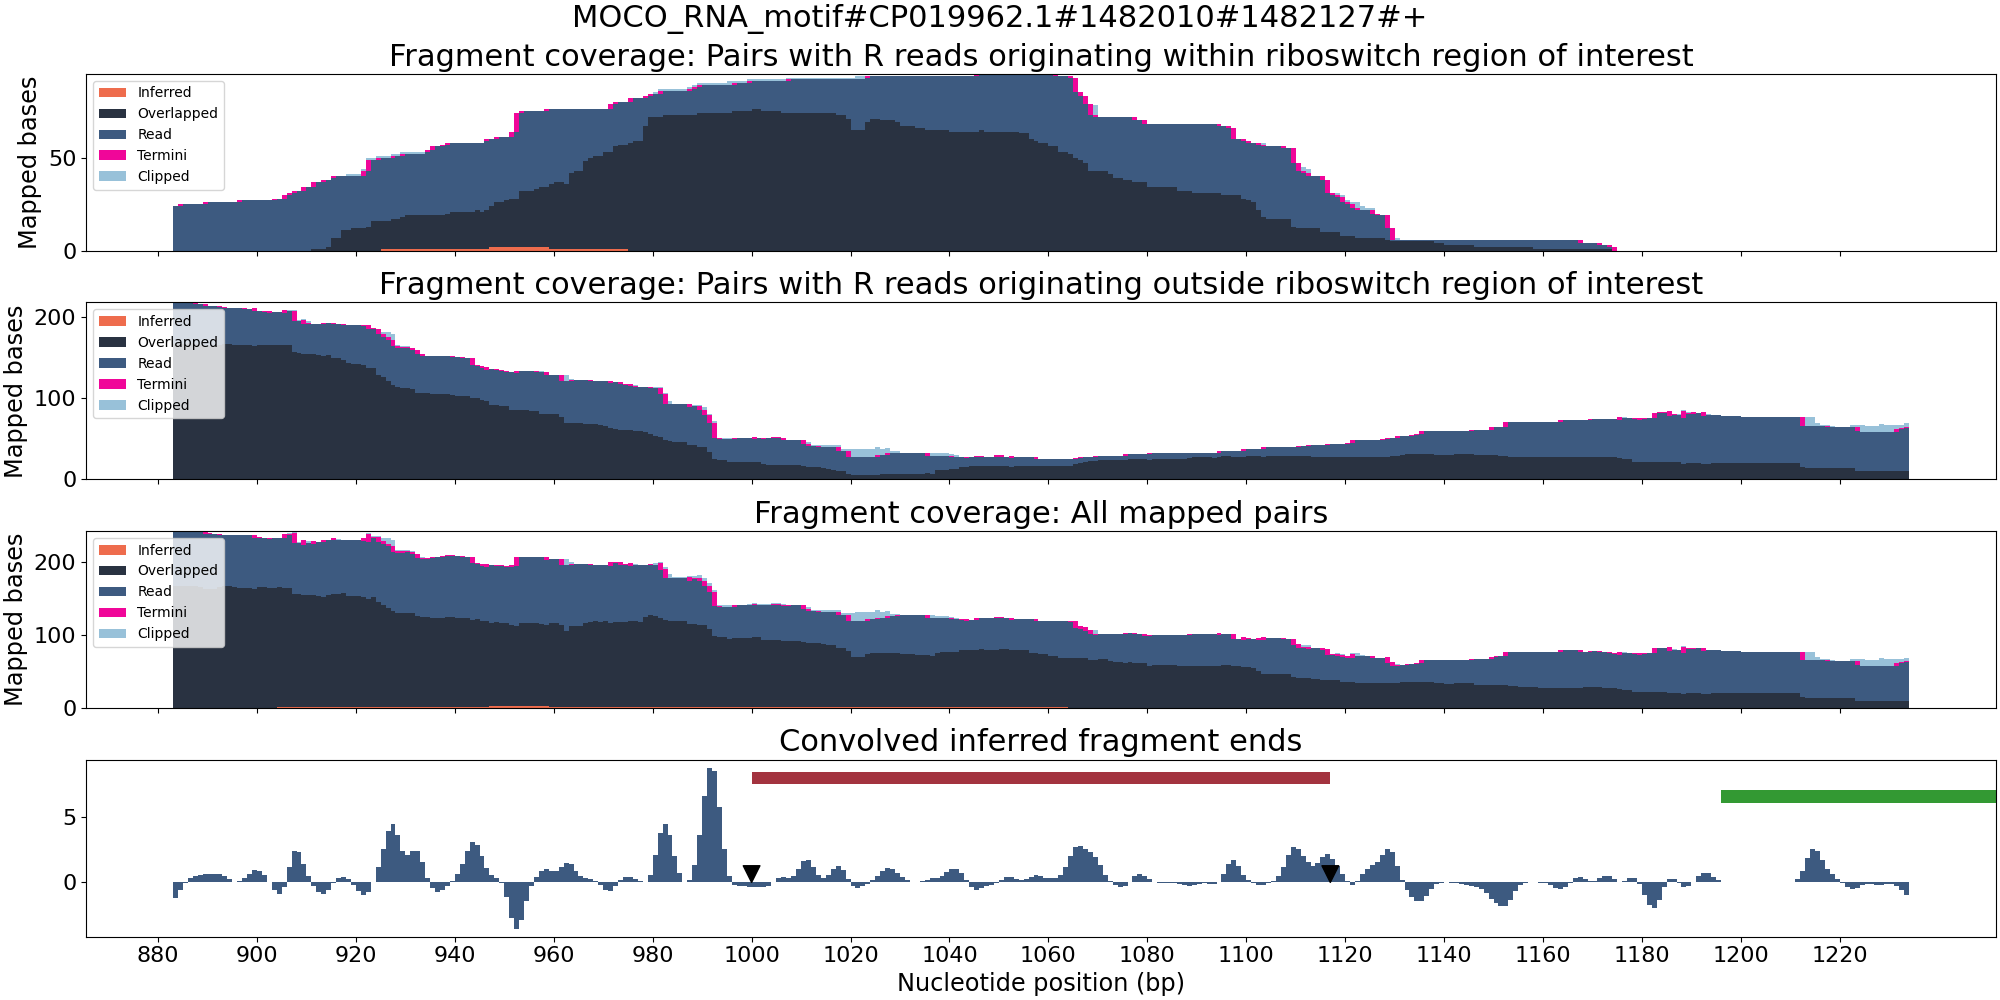 MOCO_RNA_motif#CP019962.1#1482010#1482127#+
Fragment coverage: Pairs with R reads originating within riboswitch region of interest
Mapped bases
50
0
Inferred
Overlapped
Read
Termini
Clipped
Fragment coverage: Pairs with R reads originating outside riboswitch region of interest
Mapped bases
200
100
0
Inferred
Overlapped
Read
Termini
Clipped
Fragment coverage: All mapped pairs
Mapped bases
200
100
0
Inferred
Overlapped
Read
Termini
Clipped
Convolved inferred fragment ends
5
0
880 900 920 940 960 980 1000 1020 1040 1060 1080 1100 1120 1140 1160 1180 1200 1220
Nucleotide position (bp)